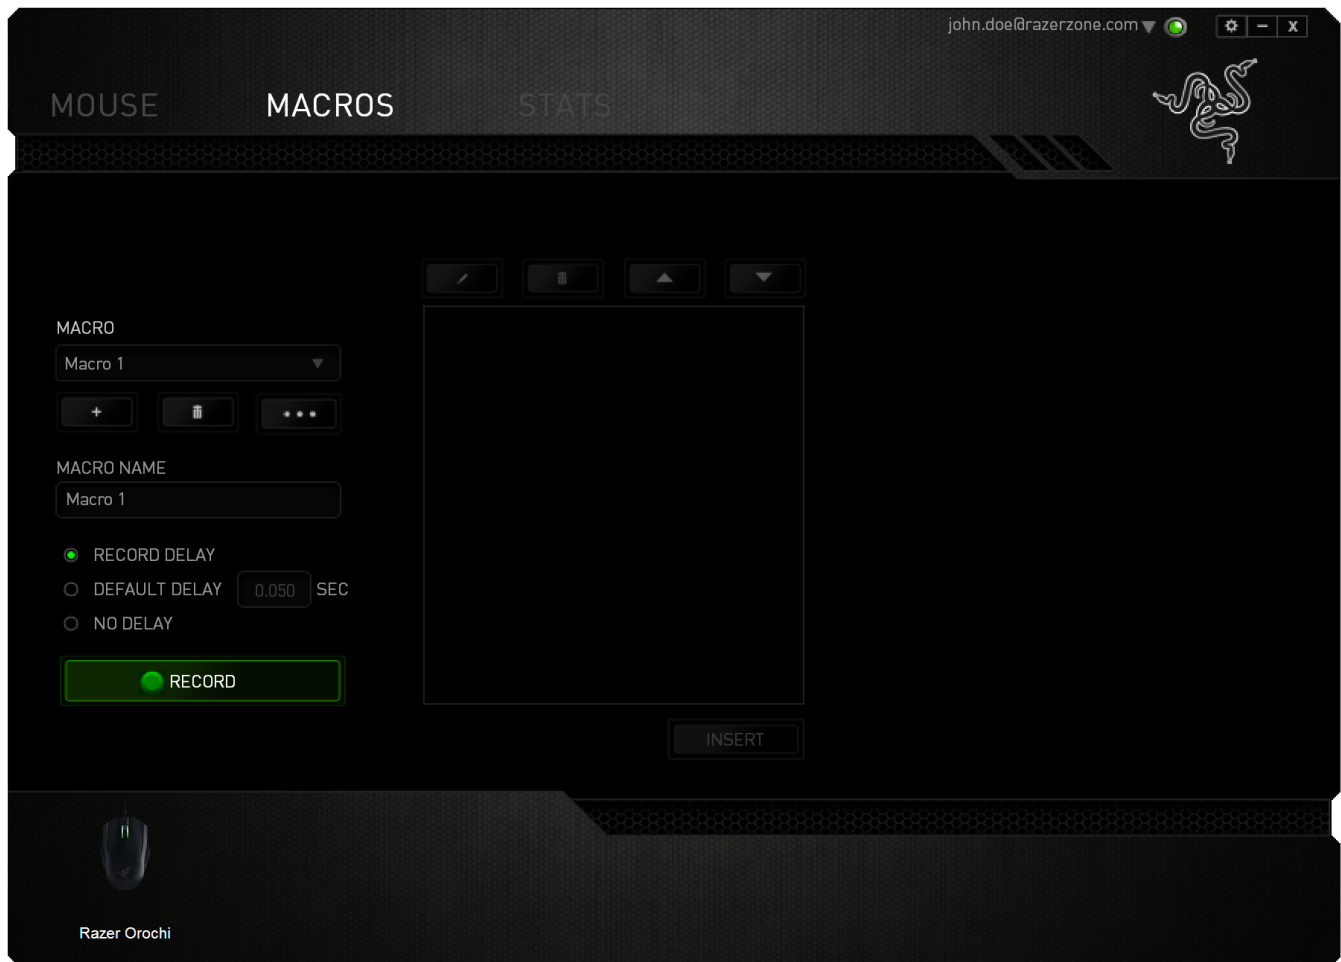 john.doe@razerzone.com
MOUSE MACROS STATS
MACRO
Macro 1
MACRO NAME
Macro 1
RECORD DELAY
DEFAULT DELAY 0.050 SEC
NO DELAY
RECORD
INSERT
Razer Orochi